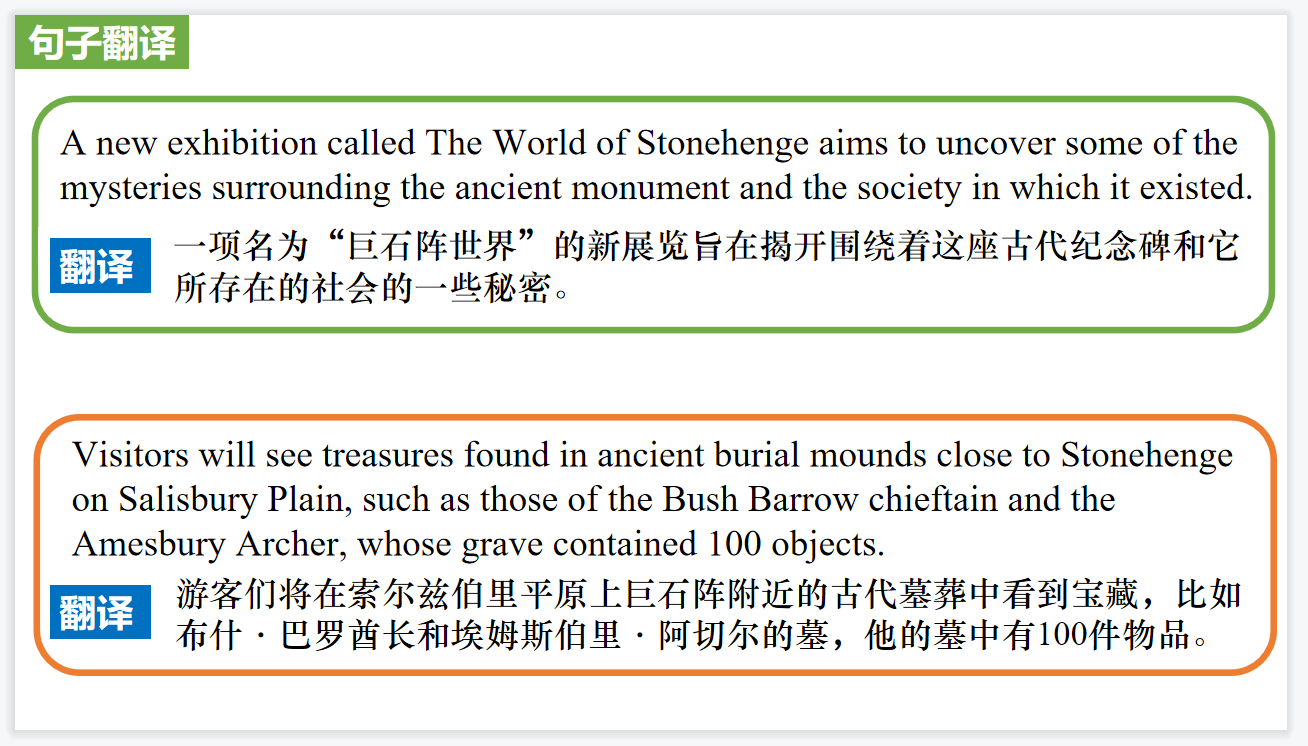 句子翻译
A new exhibition called The World of Stonehenge aims to uncover some of the
mysteries surrounding the ancient monument and the society in which it existed.
翻译
一项名为“巨石阵世界”的新展览旨在揭开围绕着这座古代纪念碑和它
所存在的社会的一些秘密。
Visitors will see treasures found in ancient burial mounds close to Stonehenge
on Salisbury Plain, such as those of the Bush Barrow chieftain and the
Amesbury Archer, whose grave contained 100 objects.
翻译
游客们将在索尔兹伯里平原上巨石阵附近的古代墓葬中看到宝藏，比如
布什·巴罗酋长和埃姆斯伯里·阿切尔的墓，他的墓中有100件物品。